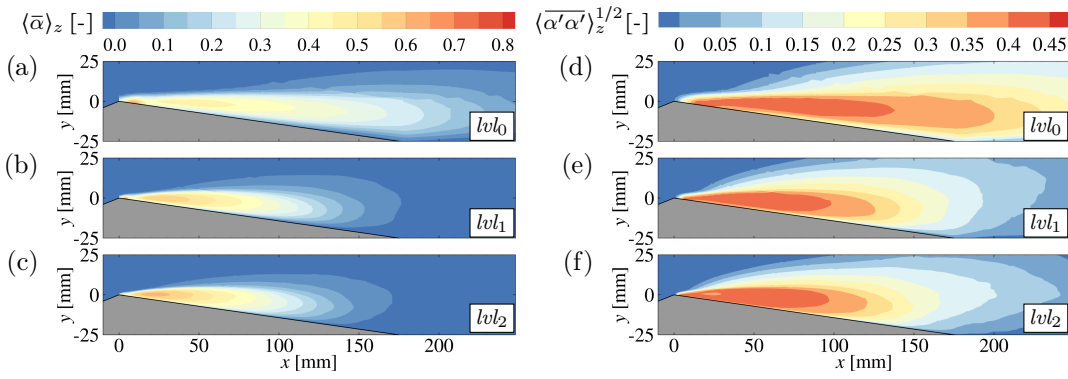 ⟨ᾱ⟩z [-] 0.0 0.1 0.2 0.3 0.4 0.5 0.6 0.7 0.8
⟨α′α′⟩z^1/2 [-] 0 0.05 0.1 0.15 0.2 0.25 0.3 0.35 0.4 0.45
(a) y [mm] 25 0 -25 lvl0
(d) y [mm] 25 0 -25 lvl0
(b) y [mm] 25 0 -25 lvl1
(e) y [mm] 25 0 -25 lvl1
(c) y [mm] 25 0 -25 lvl2
(f) y [mm] 25 0 -25 lvl2
0 50 100 150 200
0 50 100 150 200
x [mm]
x [mm]